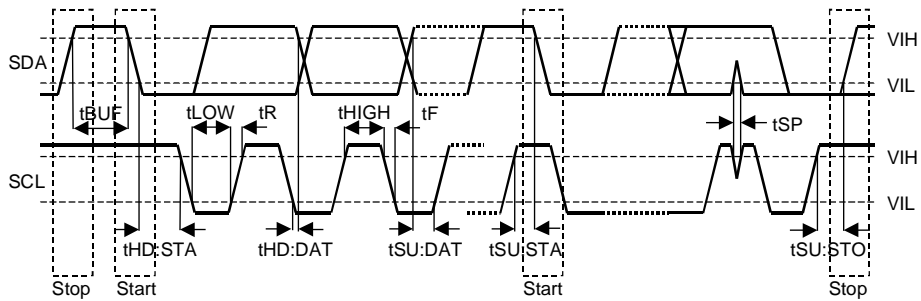 VIH
SDA
VIL
tBUF tLOW tR tHIGH tF tSP
VIH
SCL
VIL
tHD:STA tHD:DAT tSU:DAT tSU:STA tSU:STO
Stop Start Start Stop